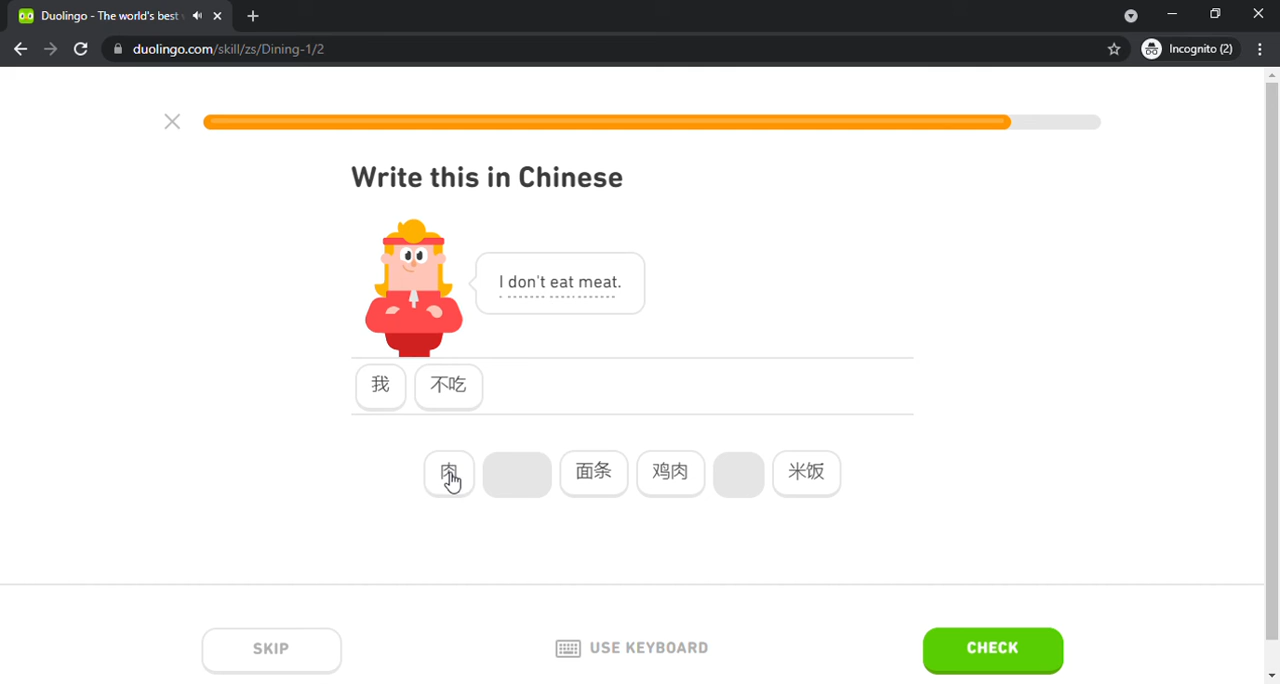 Duolingo - The world's best
duolingo.com/skill/zs/Dining-1/2
Incognito (2)
Write this in Chinese
I don't eat meat.
我 不吃
肉 面条 鸡肉 米饭
SKIP USE KEYBOARD CHECK